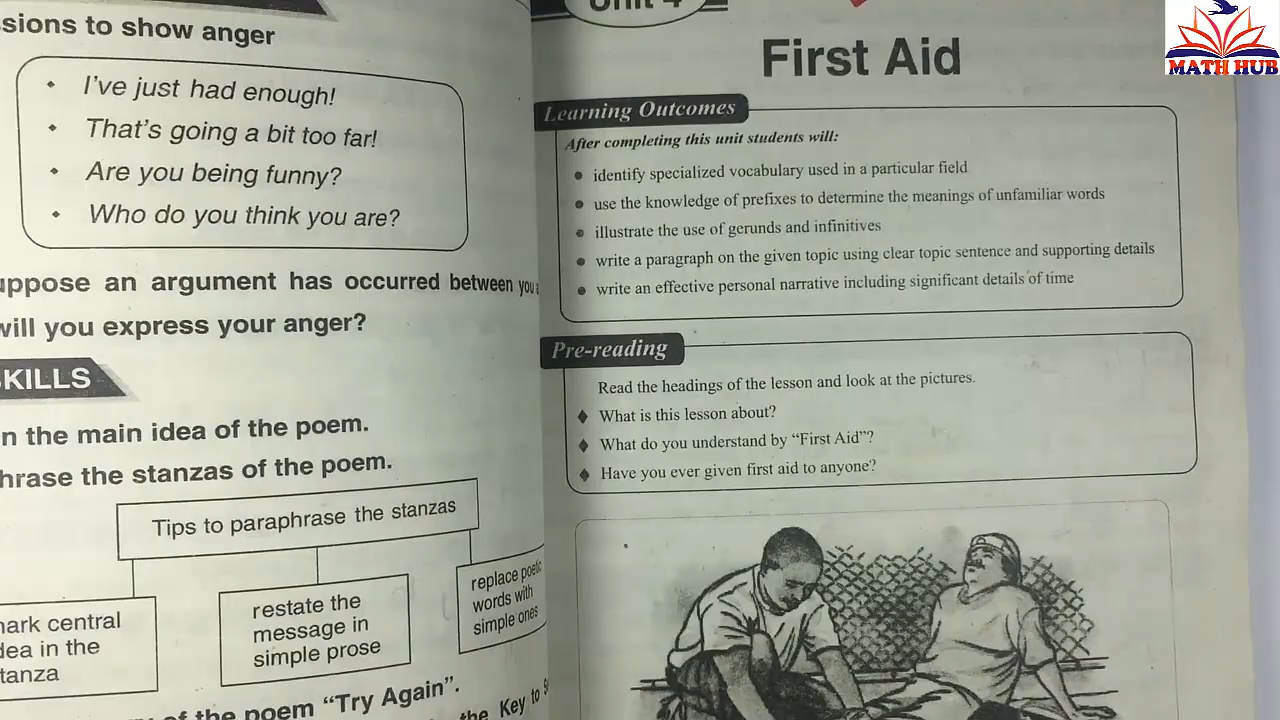 sions to show anger
• I've just had enough!
• That's going a bit too far!
• Are you being funny?
• Who do you think you are?
uppose an argument has occurred between you
will you express your anger?
SKILLS
n the main idea of the poem.
hrase the stanzas of the poem.
Tips to paraphrase the stanzas
nark central
dea in the
tanza
restate the
message in
simple prose
replace poetic
words with
simple ones
of the poem "Try Again".
the Key to
Unit 4
First Aid
Learning Outcomes
After completing this unit students will:
• identify specialized vocabulary used in a particular field
• use the knowledge of prefixes to determine the meanings of unfamiliar words
• illustrate the use of gerunds and infinitives
• write a paragraph on the given topic using clear topic sentence and supporting details
• write an effective personal narrative including significant details of time
Pre-reading
Read the headings of the lesson and look at the pictures.
♦ What is this lesson about?
♦ What do you understand by "First Aid"?
♦ Have you ever given first aid to anyone?
MATH HUB